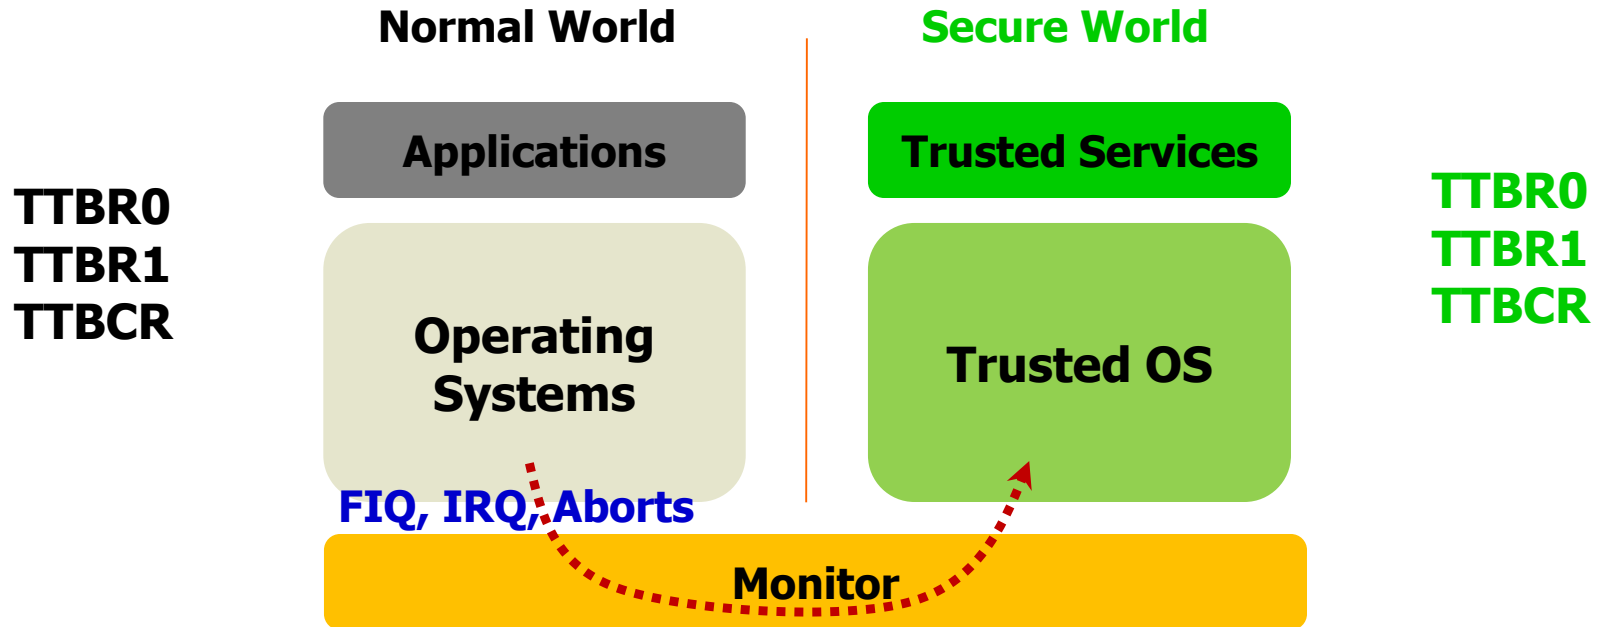 Normal World
Secure World
Applications
Trusted Services
TTBR0
TTBR1
TTBCR
TTBR0
TTBR1
TTBCR
Operating
Systems
Trusted OS
FIQ, IRQ, Aborts
Monitor